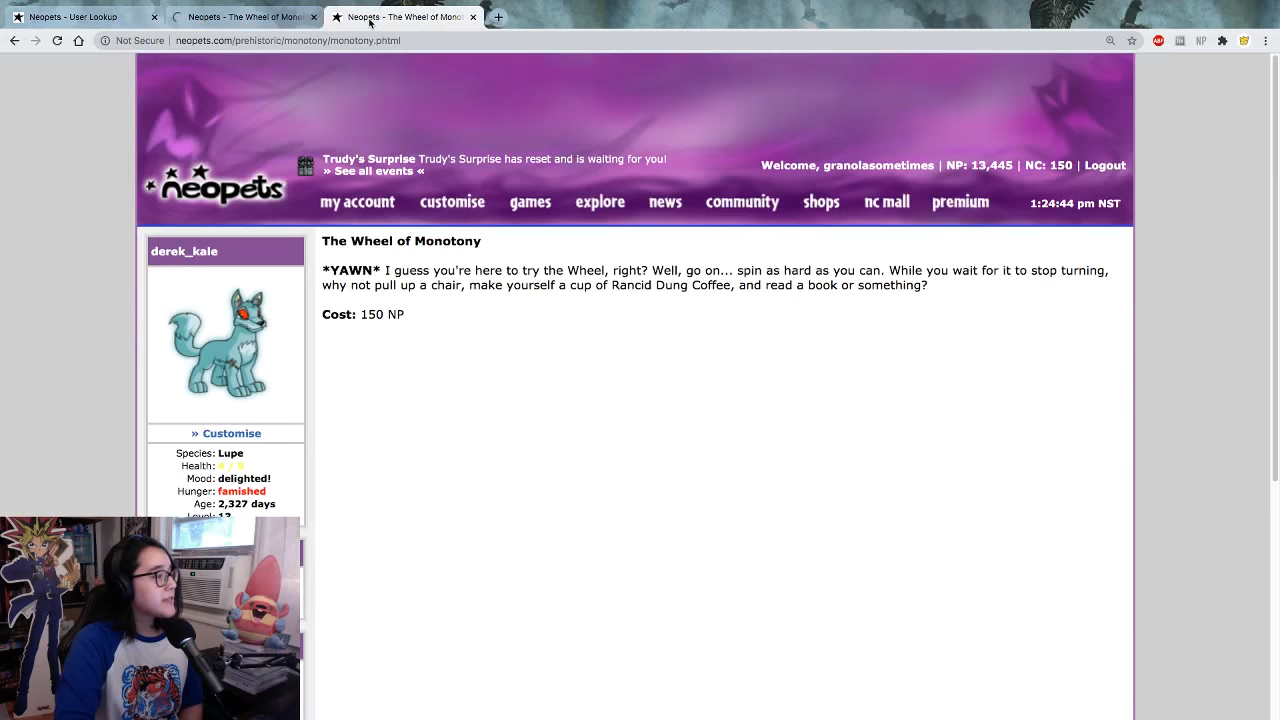 Neopets - User Lookup
Neopets - The Wheel of Monot
Neopets - The Wheel of Monot
Not Secure
neopets.com/prehistoric/monotony/monotony.phtml
ABP
NP
Trudy's Surprise Trudy's Surprise has reset and is waiting for you!
» See all events «
Welcome, granolasometimes | NP: 13,445 | NC: 150 | Logout
neopets
my account
customise
games
explore
news
community
shops
nc mall
premium
1:24:44 pm NST
derek_kale
The Wheel of Monotony
*YAWN* I guess you're here to try the Wheel, right? Well, go on... spin as hard as you can. While you wait for it to stop turning,
why not pull up a chair, make yourself a cup of Rancid Dung Coffee, and read a book or something?
Cost: 150 NP
» Customise
Species: Lupe
Health: 4 / 9
Mood: delighted!
Hunger: famished
Age: 2,327 days
Level: 13